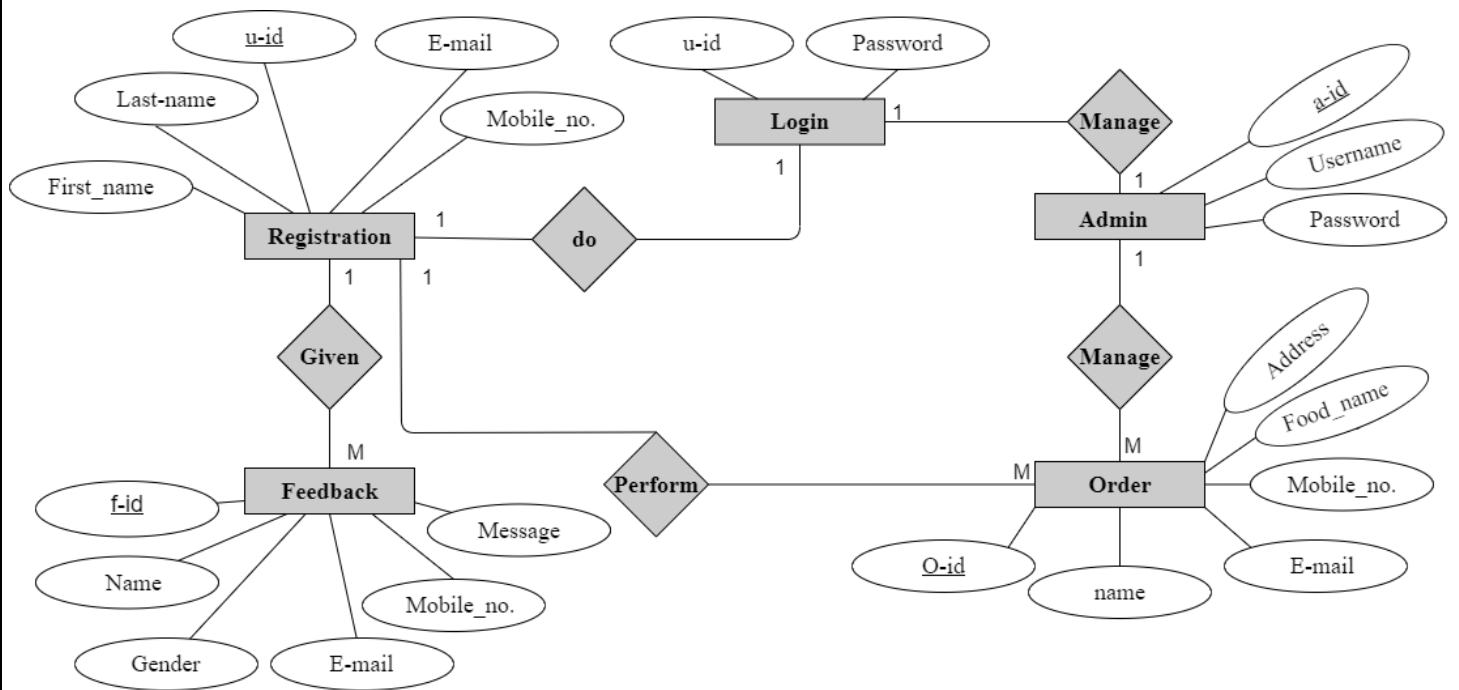 u-id
E-mail
u-id
Password
Last-name
Mobile_no.
First_name
Registration
1
do
1
Login
1
Manage
1
a-id
Username
Admin
Password
1
1
1
Given
Manage
Address
Food_name
M
M
M
Feedback
Perform
Order
Mobile_no.
f-id
Message
O-id
E-mail
Name
name
Mobile_no.
Gender
E-mail